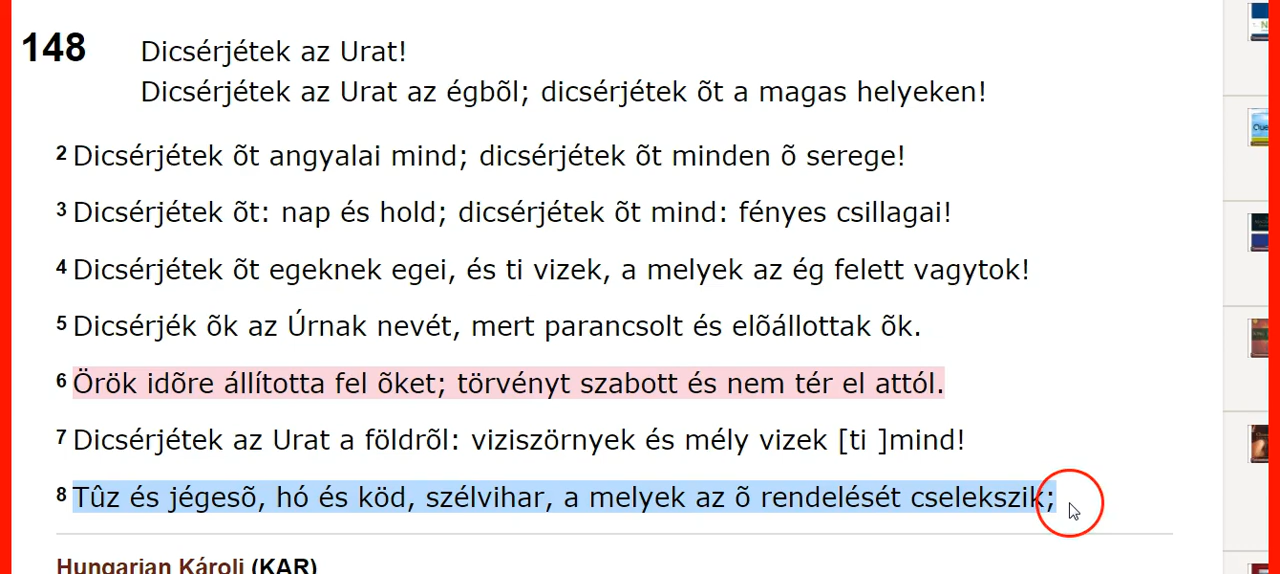 148 Dicsérjétek az Urat!
Dicsérjétek az Urat az égbõl; dicsérjétek õt a magas helyeken!
2 Dicsérjétek õt angyalai mind; dicsérjétek õt minden õ serege!
3 Dicsérjétek õt: nap és hold; dicsérjétek õt mind: fényes csillagai!
4 Dicsérjétek õt egeknek egei, és ti vizek, a melyek az ég felett vagytok!
5 Dicsérjék õk az Úrnak nevét, mert parancsolt és elõállottak õk.
6 Örök idõre állította fel õket; törvényt szabott és nem tér el attól.
7 Dicsérjétek az Urat a földrõl: viziszörnyek és mély vizek [ti ]mind!
8 Tûz és jégesõ, hó és köd, szélvihar, a melyek az õ rendelését cselekszik;
Hungarian Károli (KAR)